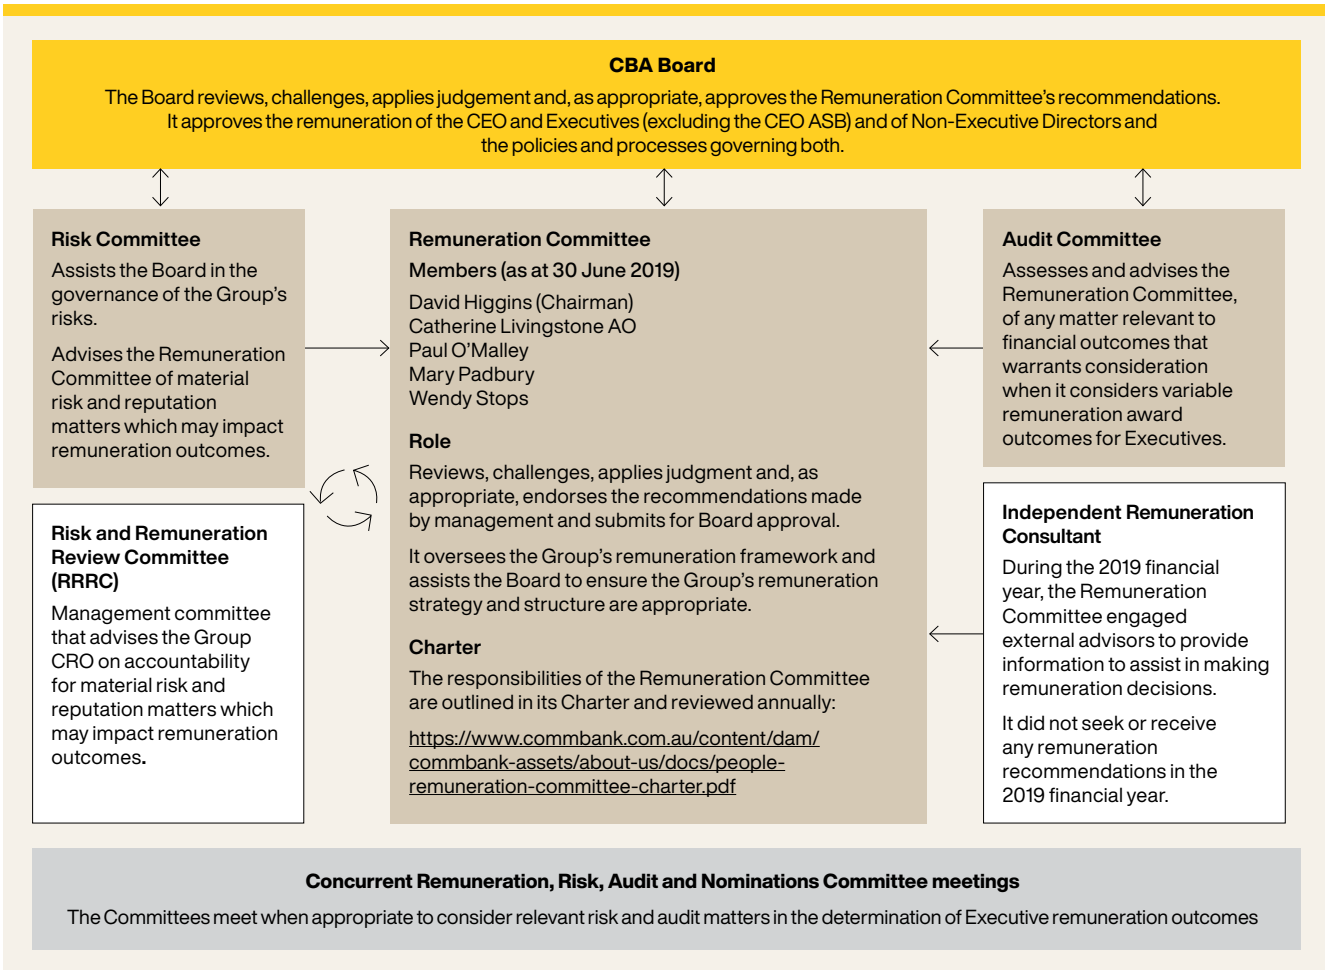 CBA Board
The Board reviews, challenges, applies judgement and, as appropriate, approves the Remuneration Committee's recommendations.
It approves the remuneration of the CEO and Executives (excluding the CEO ASB) and of Non-Executive Directors and
the policies and processes governing both.
Risk Committee
Assists the Board in the
governance of the Group's
risks.
Advises the Remuneration
Committee of material
risk and reputation
matters which may impact
remuneration outcomes.
Risk and Remuneration
Review Committee
(RRRC)
Management committee
that advises the Group
CRO on accountability
for material risk and
reputation matters which
may impact remuneration
outcomes.
Remuneration Committee
Members (as at 30 June 2019)
David Higgins (Chairman)
Catherine Livingstone AO
Paul O'Malley
Mary Padbury
Wendy Stops
Role
Reviews, challenges, applies judgment and, as
appropriate, endorses the recommendations made
by management and submits for Board approval.
It oversees the Group's remuneration framework and
assists the Board to ensure the Group's remuneration
strategy and structure are appropriate.
Charter
The responsibilities of the Remuneration Committee
are outlined in its Charter and reviewed annually:
https://www.commbank.com.au/content/dam/
commbank-assets/about-us/docs/people-
remuneration-committee-charter.pdf
Audit Committee
Assesses and advises the
Remuneration Committee,
of any matter relevant to
financial outcomes that
warrants consideration
when it considers variable
remuneration award
outcomes for Executives.
Independent Remuneration
Consultant
During the 2019 financial
year, the Remuneration
Committee engaged
external advisors to provide
information to assist in making
remuneration decisions.
It did not seek or receive
any remuneration
recommendations in the
2019 financial year.
Concurrent Remuneration, Risk, Audit and Nominations Committee meetings
The Committees meet when appropriate to consider relevant risk and audit matters in the determination of Executive remuneration outcomes